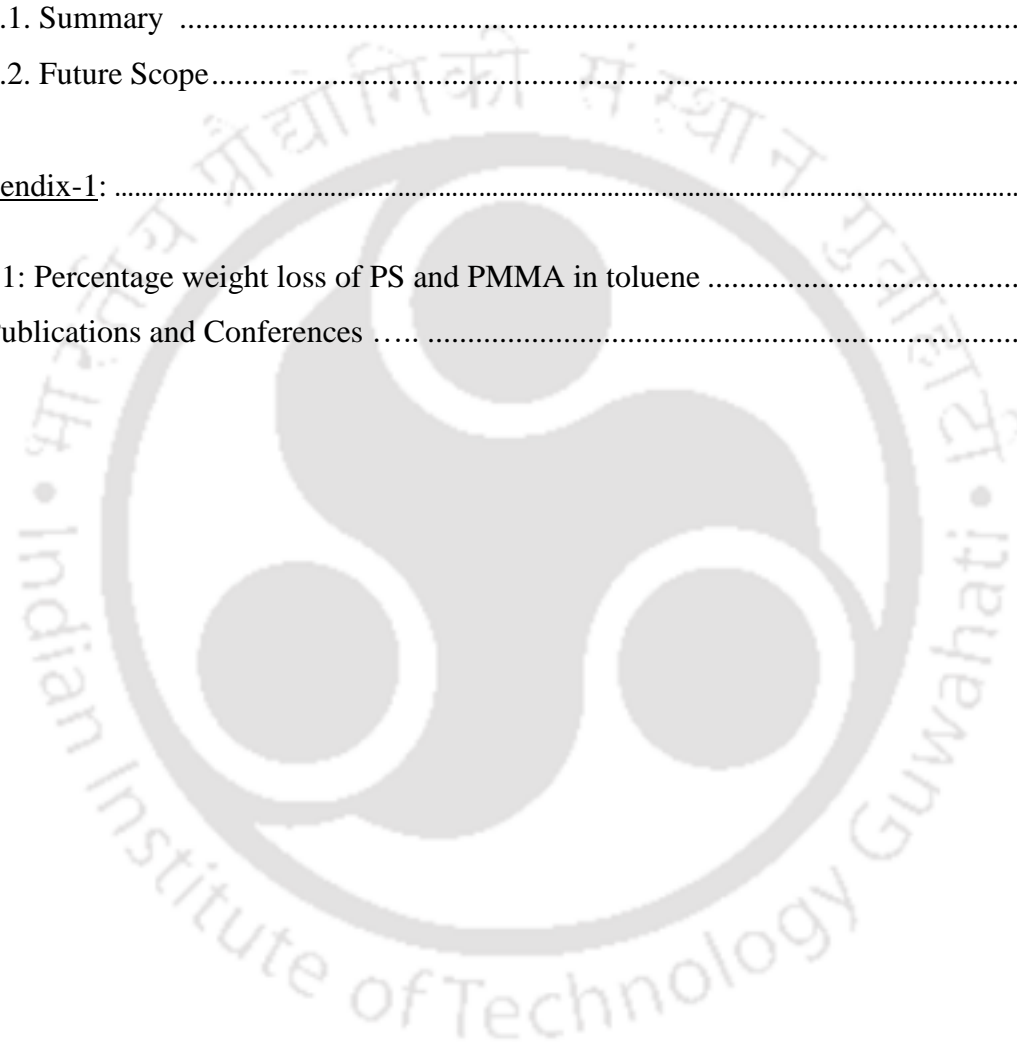 .1. Summary ........................................................................................................
.2. Future Scope.....................................................................................................
endix-1: ..........................................................................................................................................
1: Percentage weight loss of PS and PMMA in toluene .......................................
ublications and Conferences ….. ..........................................................................
भारतीय प्रौद्योगिकी संस्थान गुवाहाटी
• Indian Institute of Technology Guwahati •